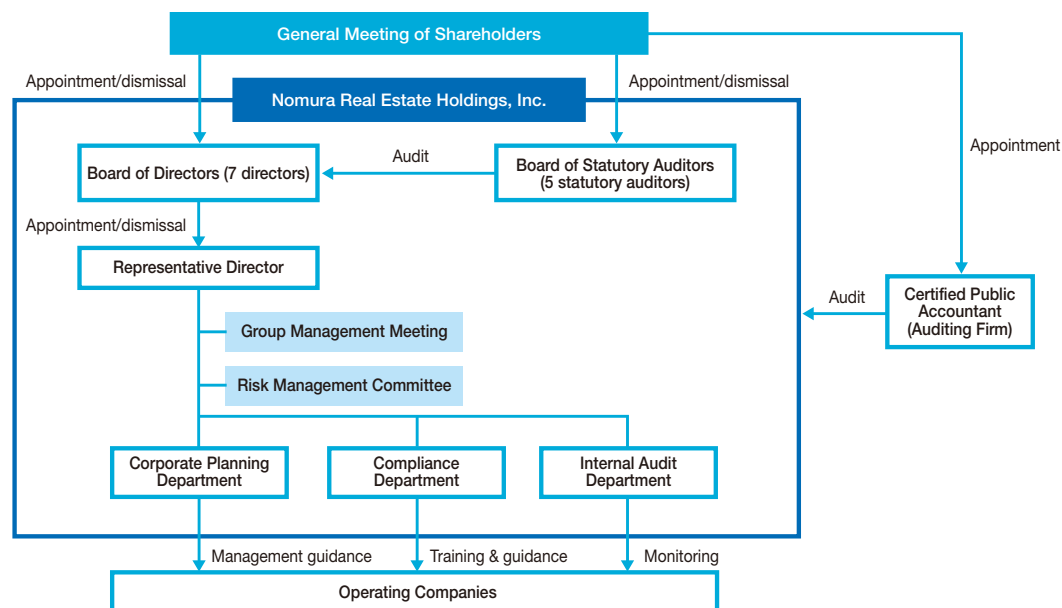 General Meeting of Shareholders
Appointment/dismissal
Appointment/dismissal
Nomura Real Estate Holdings, Inc.
Appointment
Board of Directors (7 directors)
Audit
Board of Statutory Auditors
(5 statutory auditors)
Appointment/dismissal
Representative Director
Audit
Certified Public
Accountant
(Auditing Firm)
Group Management Meeting
Risk Management Committee
Corporate Planning
Department
Compliance
Department
Internal Audit
Department
Management guidance
Training & guidance
Monitoring
Operating Companies